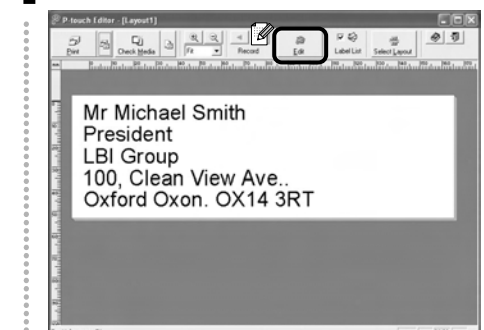 P-touch Editor - [Layout1]
Print Check Media Fit Record Edit Label List Select Layout
Mr Michael Smith
President
LBI Group
100, Clean View Ave..
Oxford Oxon. OX14 3RT